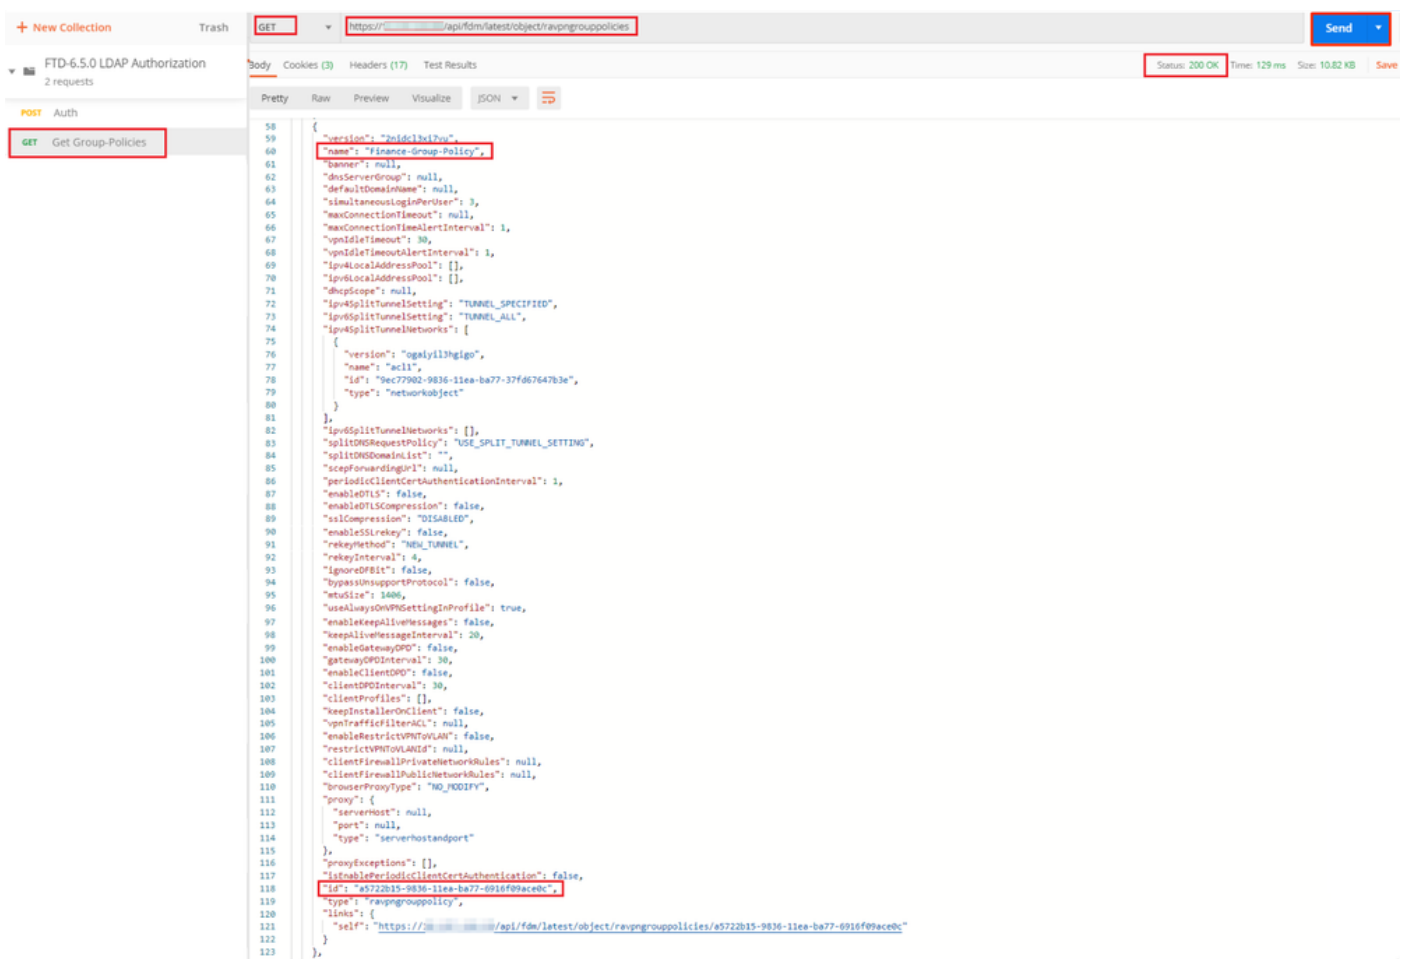 + New Collection
Trash
FTD-6.5.0 LDAP Authorization
2 requests
POST Auth
GET Get Group-Policies
GET
https:// /api/fdm/latest/object/ravpngrouppolicies
Send
Body Cookies (3) Headers (17) Test Results
Status: 200 OK Time: 129 ms Size: 10.82 KB Save
Pretty Raw Preview Visualize JSON
58 {
59 "version": "2nidcl3xi7vu",
60 "name": "Finance-Group-Policy",
61 "banner": null,
62 "dnsServerGroup": null,
63 "defaultDomainName": null,
64 "simultaneousLoginPerUser": 3,
65 "maxConnectionTimeout": null,
66 "maxConnectionTimeAlertInterval": 1,
67 "vpnIdleTimeout": 30,
68 "vpnIdleTimeoutAlertInterval": 1,
69 "ipv4LocalAddressPool": [],
70 "ipv6LocalAddressPool": [],
71 "dhcpScope": null,
72 "ipv4SplitTunnelSetting": "TUNNEL_SPECIFIED",
73 "ipv6SplitTunnelSetting": "TUNNEL_ALL",
74 "ipv4SplitTunnelNetworks": [
75 {
76 "version": "ogaiyil3hgigo",
77 "name": "acl1",
78 "id": "9ec77902-9836-11ea-ba77-37fd67647b3e",
79 "type": "networkobject"
80 }
81 ],
82 "ipv6SplitTunnelNetworks": [],
83 "splitDNSRequestPolicy": "USE_SPLIT_TUNNEL_SETTING",
84 "splitDNSDomainList": "",
85 "scepForwardingUrl": null,
86 "periodicClientCertAuthenticationInterval": 1,
87 "enableDTLS": false,
88 "enableDTLSCompression": false,
89 "sslCompression": "DISABLED",
90 "enableSSLrekey": false,
91 "rekeyMethod": "NEW_TUNNEL",
92 "rekeyInterval": 4,
93 "ignoreDFBit": false,
94 "bypassUnsupportProtocol": false,
95 "mtuSize": 1406,
96 "useAlwaysOnVPNSettingInProfile": true,
97 "enableKeepAliveMessages": false,
98 "keepAliveMessageInterval": 20,
99 "enableGatewayDPD": false,
100 "gatewayDPDInterval": 30,
101 "enableClientDPD": false,
102 "clientDPDInterval": 30,
103 "clientProfiles": [],
104 "keepInstallerOnClient": false,
105 "vpnTrafficFilterACL": null,
106 "enableRestrictVPNToVLAN": false,
107 "restrictVPNToVLANId": null,
108 "clientFirewallPrivateNetworkRules": null,
109 "clientFirewallPublicNetworkRules": null,
110 "browserProxyType": "NO_MODIFY",
111 "proxy": {
112 "serverHost": null,
113 "port": null,
114 "type": "serverhostandport"
115 },
116 "proxyExceptions": [],
117 "isEnablePeriodicClientCertAuthentication": false,
118 "id": "a5722b15-9836-11ea-ba77-6916f09ace0c",
119 "type": "ravpngrouppolicy",
120 "links": {
121 "self": "https:// /api/fdm/latest/object/ravpngrouppolicies/a5722b15-9836-11ea-ba77-6916f09ace0c"
122 }
123 },